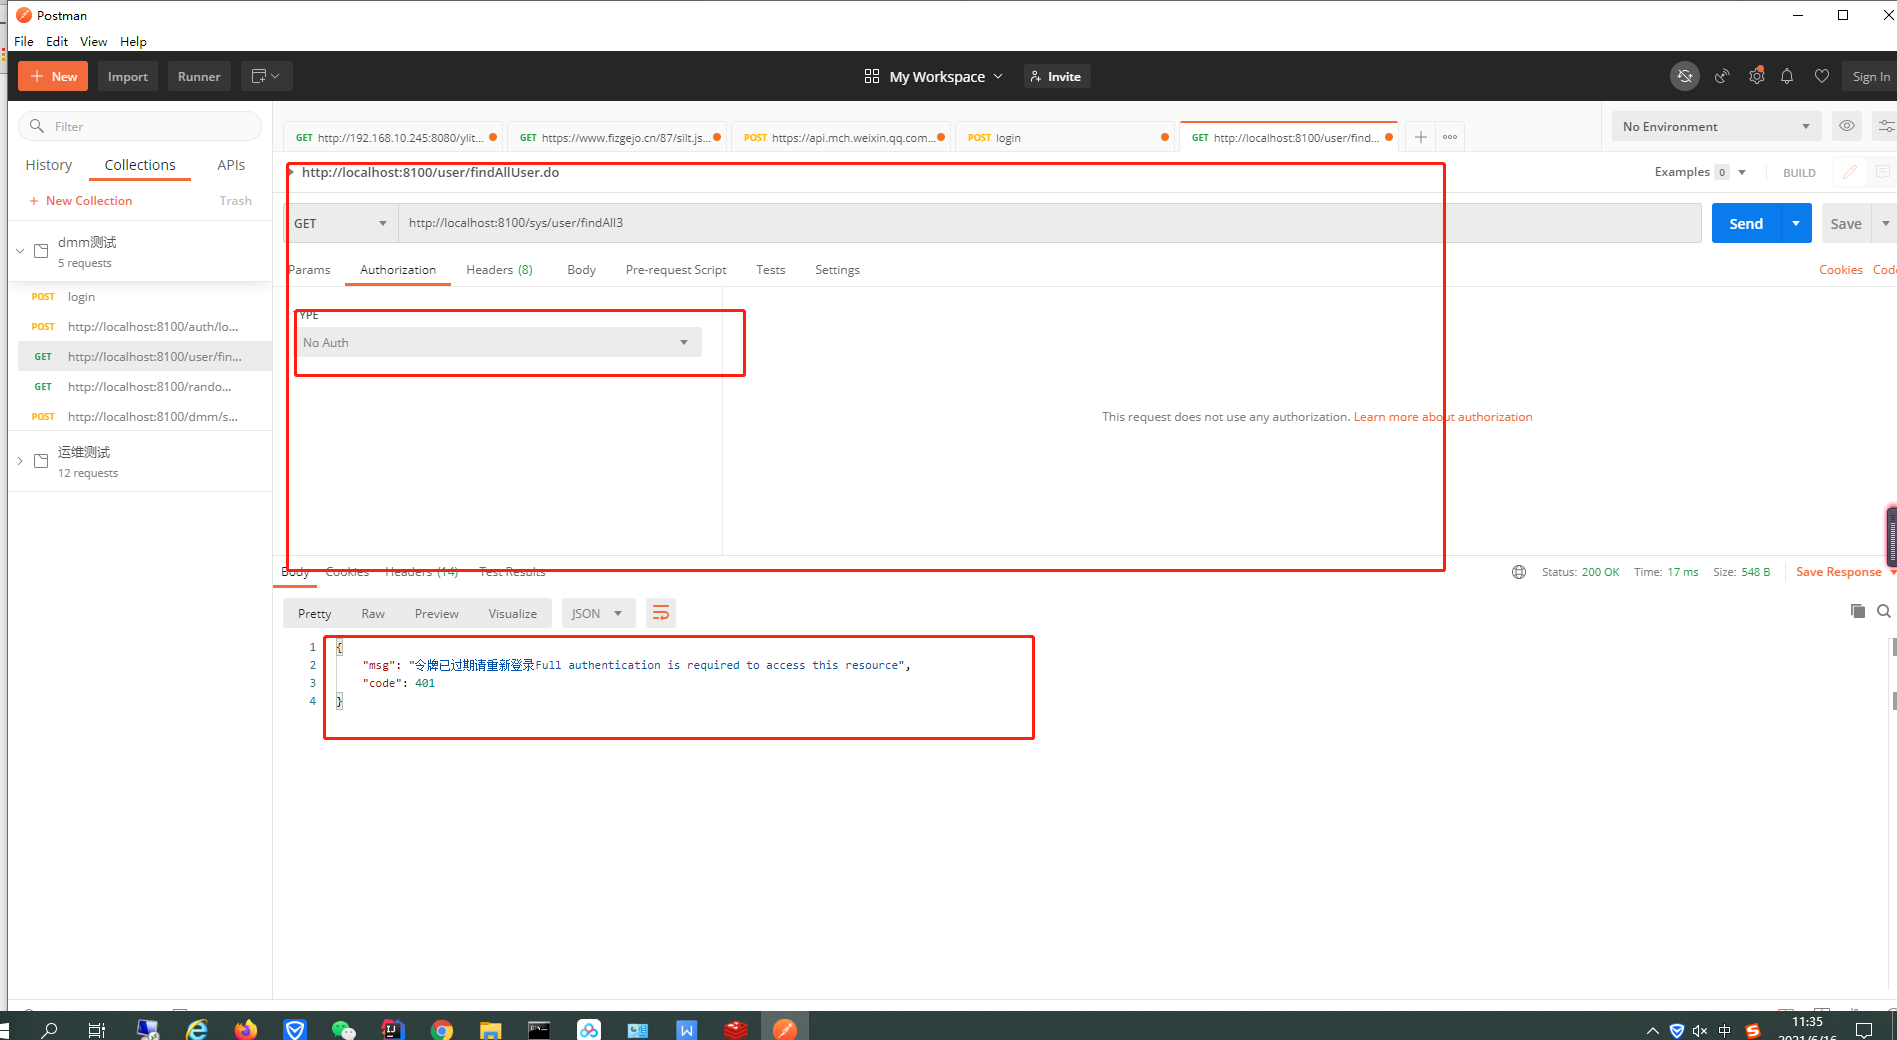 Postman
File Edit View Help
New Import Runner My Workspace Invite Sign In
Filter
History Collections APIs
+ New Collection Trash
dmm测试
5 requests
POST login
POST http://localhost:8100/auth/lo...
GET http://localhost:8100/user/fin...
GET http://localhost:8100/rando...
POST http://localhost:8100/dmm/s...
运维测试
12 requests
GET http://192.168.10.245:8080/ylit...
GET https://www.fizgejo.cn/87/silt.js...
POST https://api.mch.weixin.qq.com...
POST login
GET http://localhost:8100/user/find...
No Environment
http://localhost:8100/user/findAllUser.do
Examples 0 BUILD
GET http://localhost:8100/sys/user/findAll3 Send Save
Params Authorization Headers (8) Body Pre-request Script Tests Settings Cookies Code
TYPE
No Auth
This request does not use any authorization. Learn more about authorization
Body Cookies Headers (14) Test Results Status: 200 OK Time: 17 ms Size: 548 B Save Response
Pretty Raw Preview Visualize JSON
1 {
2 "msg": "令牌已过期请重新登录Full authentication is required to access this resource",
3 "code": 401
4 }
中
11:35
2021/6/16